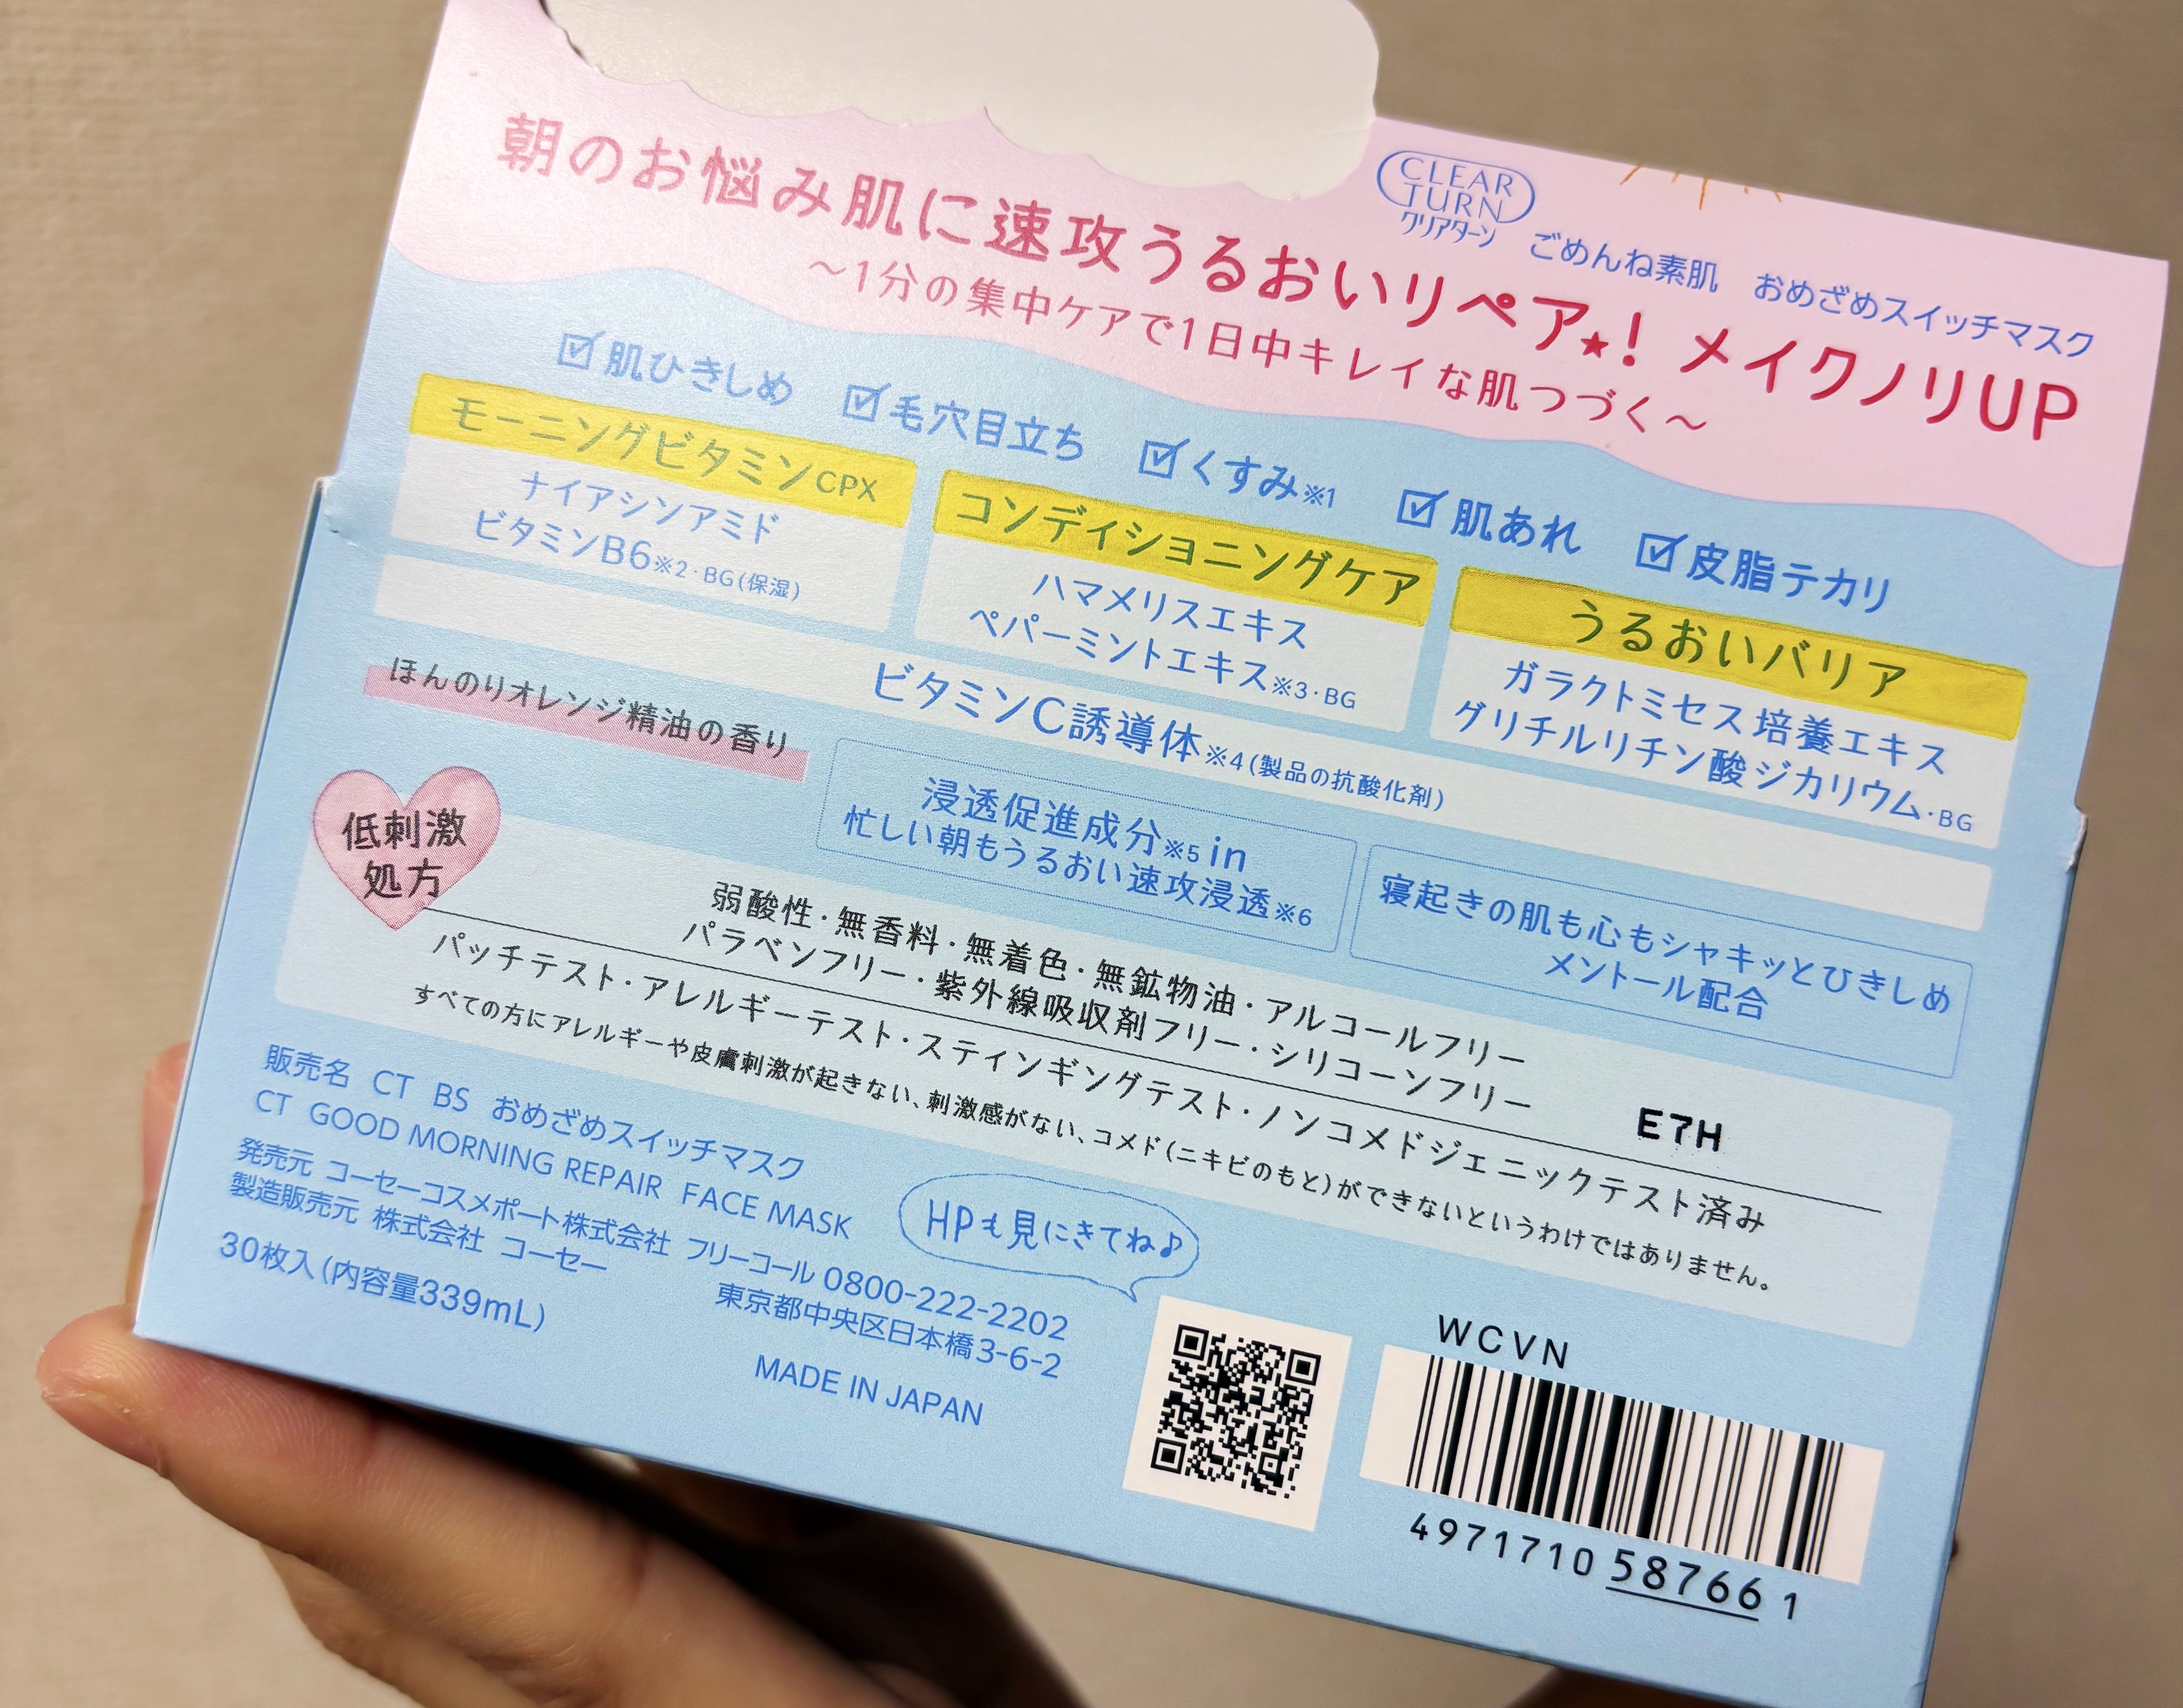 CLEAR
TURN
クリアターン
ごめんね素肌 おめざめスイッチマスク
朝のお悩み肌に速攻うるおいリペア★! メイクノリUP
~1分の集中ケアで1日中キレイな肌つづく~
☑肌ひきしめ ☑毛穴目立ち ☑くすみ※1 ☑肌あれ ☑皮脂テカリ
モーニングビタミンCPX
ナイアシンアミド
ビタミンB6※2・BG(保湿)
コンディショニングケア
ハマメリスエキス
ペパーミントエキス※3・BG
うるおいバリア
ガラクトミセス培養エキス
グリチルリチン酸ジカリウム・BG
ビタミンC誘導体※4(製品の抗酸化剤)
ほんのりオレンジ精油の香り
浸透促進成分※5 in
忙しい朝もうるおい速攻浸透※6
寝起きの肌も心もシャキッとひきしめ
メントール配合
低刺激
処方
弱酸性・無香料・無着色・無鉱物油・アルコールフリー
パラベンフリー・紫外線吸収剤フリー・シリコーンフリー
パッチテスト・アレルギーテスト・スティンギングテスト・ノンコメドジェニックテスト済み
すべての方にアレルギーや皮膚刺激が起きない、刺激感がない、コメド(ニキビのもと)ができないというわけではありません。
E7H
販売名 CT BS おめざめスイッチマスク
CT GOOD MORNING REPAIR FACE MASK
発売元 コーセーコスメポート株式会社 フリーコール 0800-222-2202
製造販売元 株式会社 コーセー 東京都中央区日本橋3-6-2
30枚入(内容量339mL)
MADE IN JAPAN
HPも見にきてね♪
WCVN
4971710 587661